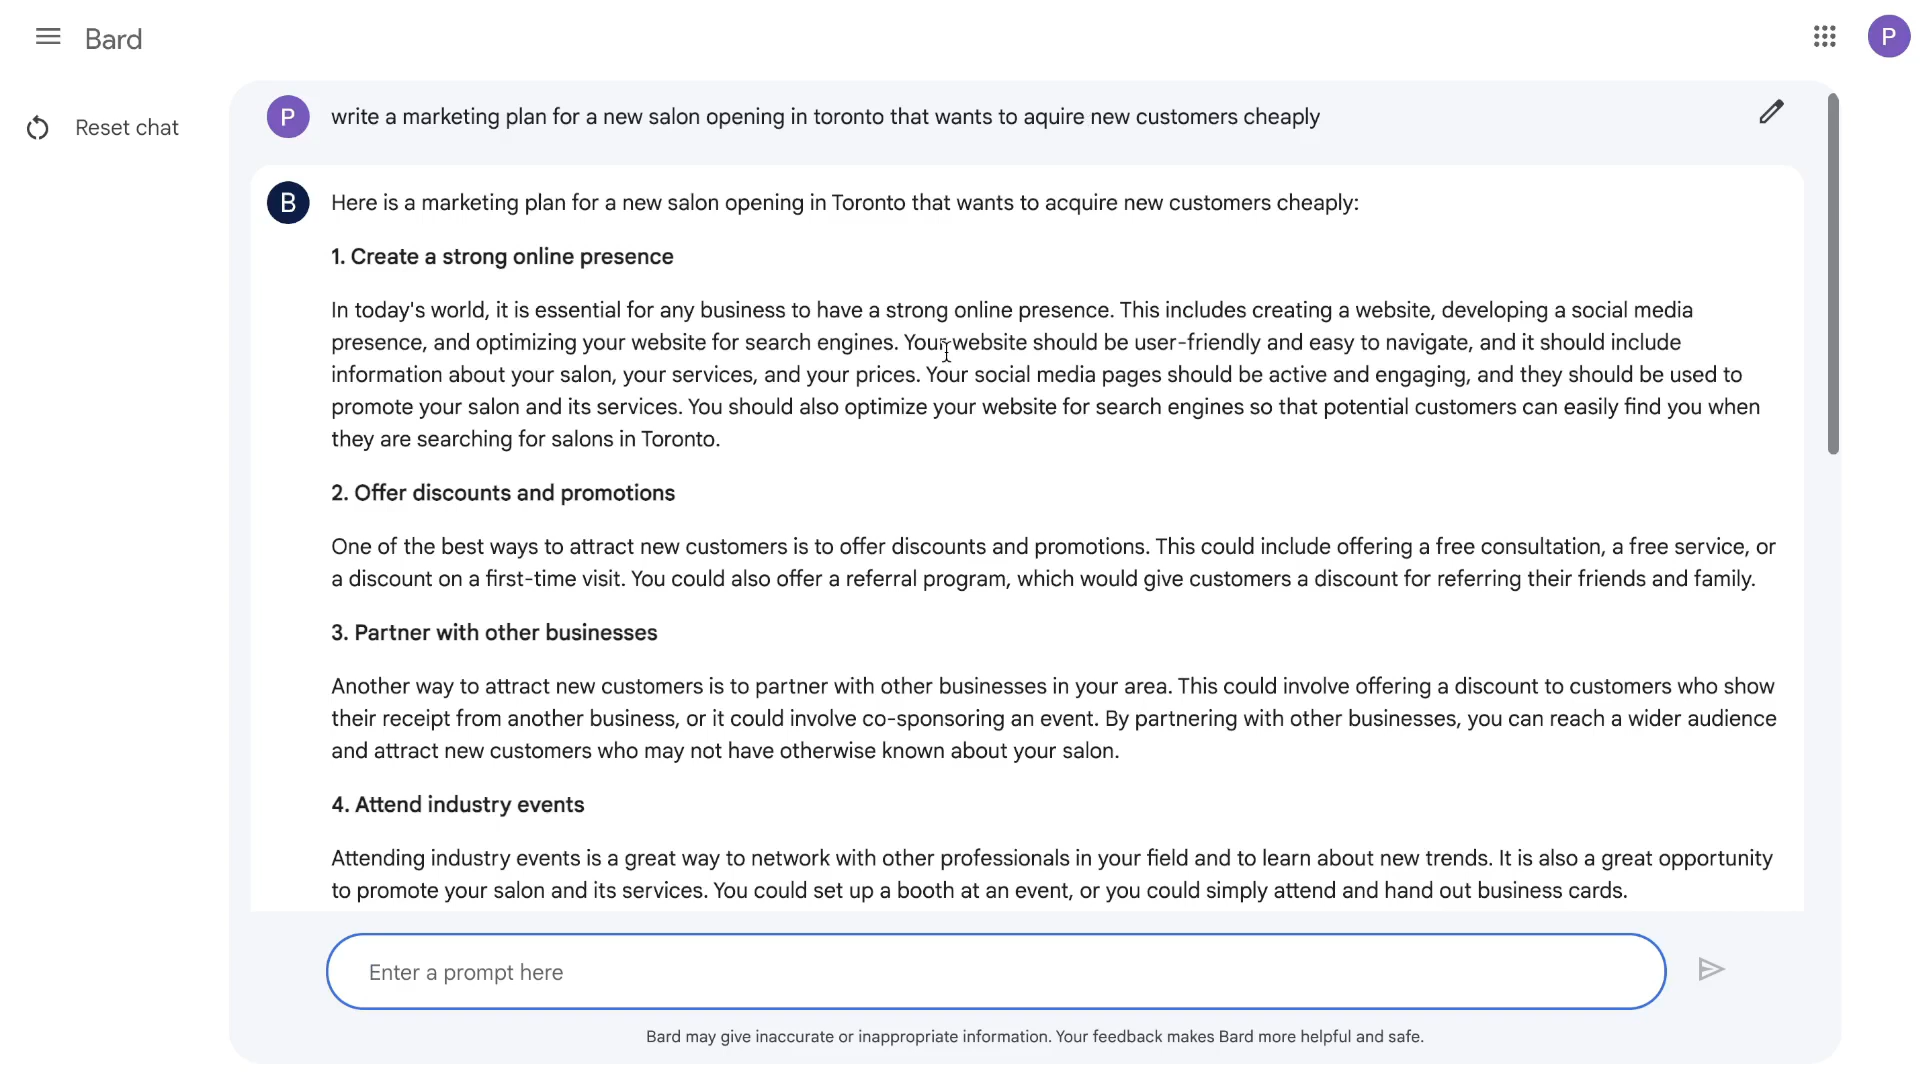 Bard
P
Reset chat
P
write a marketing plan for a new salon opening in toronto that wants to aquire new customers cheaply
B
Here is a marketing plan for a new salon opening in Toronto that wants to acquire new customers cheaply:
1. Create a strong online presence
In today's world, it is essential for any business to have a strong online presence. This includes creating a website, developing a social media
presence, and optimizing your website for search engines. Your website should be user-friendly and easy to navigate, and it should include
information about your salon, your services, and your prices. Your social media pages should be active and engaging, and they should be used to
promote your salon and its services. You should also optimize your website for search engines so that potential customers can easily find you when
they are searching for salons in Toronto.
2. Offer discounts and promotions
One of the best ways to attract new customers is to offer discounts and promotions. This could include offering a free consultation, a free service, or
a discount on a first-time visit. You could also offer a referral program, which would give customers a discount for referring their friends and family.
3. Partner with other businesses
Another way to attract new customers is to partner with other businesses in your area. This could involve offering a discount to customers who show
their receipt from another business, or it could involve co-sponsoring an event. By partnering with other businesses, you can reach a wider audience
and attract new customers who may not have otherwise known about your salon.
4. Attend industry events
Attending industry events is a great way to network with other professionals in your field and to learn about new trends. It is also a great opportunity
to promote your salon and its services. You could set up a booth at an event, or you could simply attend and hand out business cards.
Enter a prompt here
Bard may give inaccurate or inappropriate information. Your feedback makes Bard more helpful and safe.